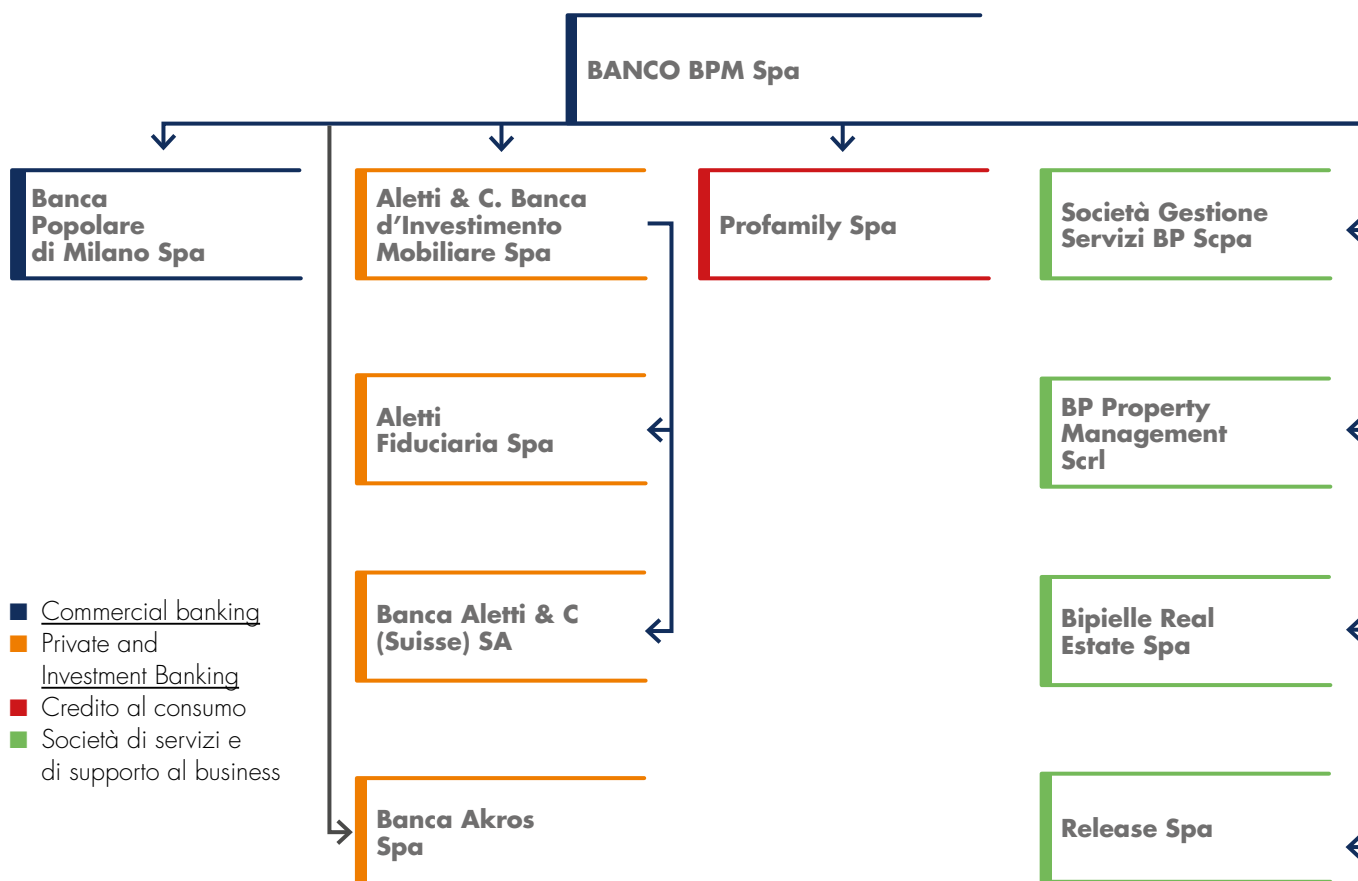 BANCO BPM Spa
Banca
Popolare
di Milano Spa
Aletti & C. Banca
d’Investimento
Mobiliare Spa
Profamily Spa
Società Gestione
Servizi BP Scpa
Aletti
Fiduciaria Spa
BP Property
Management
Scrl
Banca Aletti & C
(Suisse) SA
Bipielle Real
Estate Spa
Banca Akros
Spa
Release Spa
Commercial banking
Private and
Investment Banking
Credito al consumo
Società di servizi e
di supporto al business